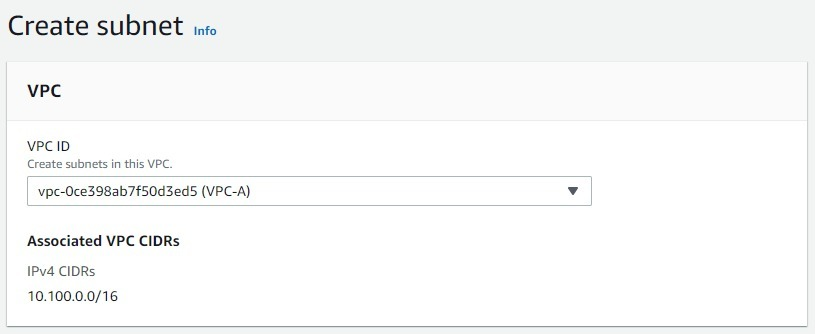 Create subnet Info
VPC
VPC ID
Create subnets in this VPC.
vpc-0ce398ab7f50d3ed5 (VPC-A)
Associated VPC CIDRs
IPv4 CIDRs
10.100.0.0/16